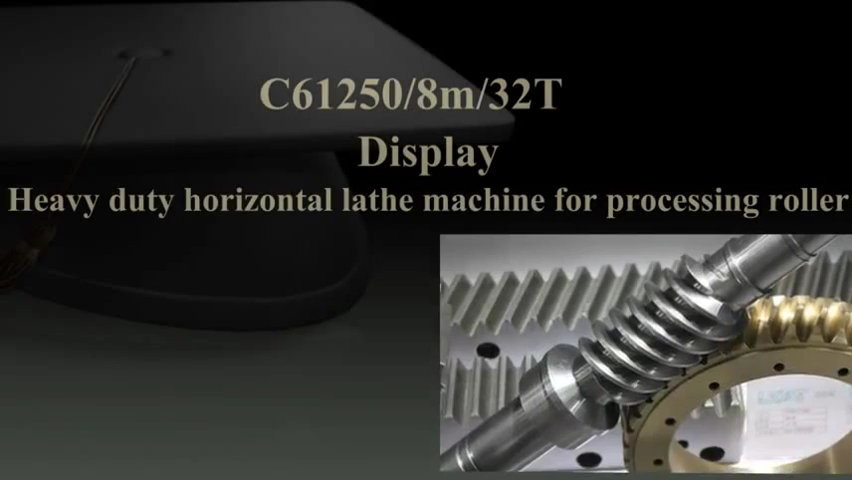 C61250/8m/32T
Display
Heavy duty horizontal lathe machine for processing roller